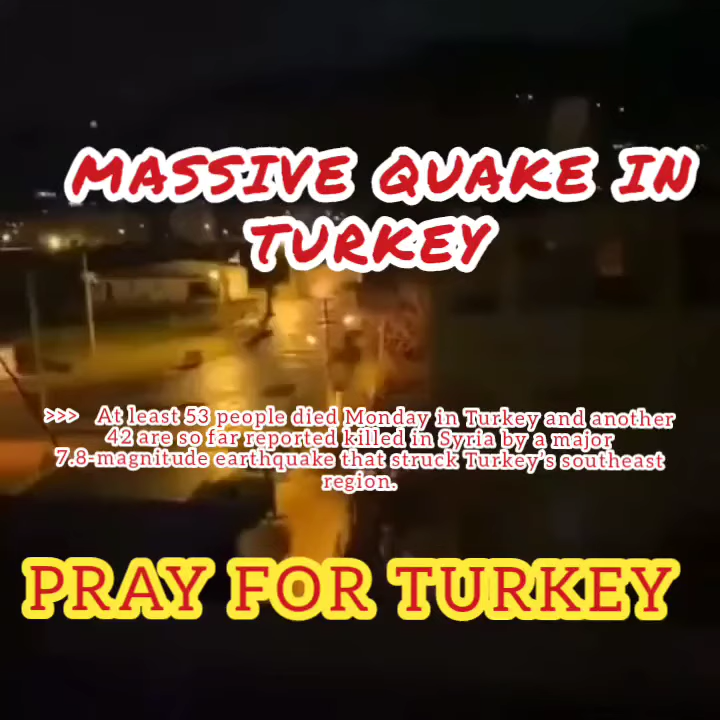 MASSIVE QUAKE IN
TURKEY
>>> At least 53 people died Monday in Turkey and another
42 are so far reported killed in Syria by a major
7.8-magnitude earthquake that struck Turkey's southeast
region.
PRAY FOR TURKEY